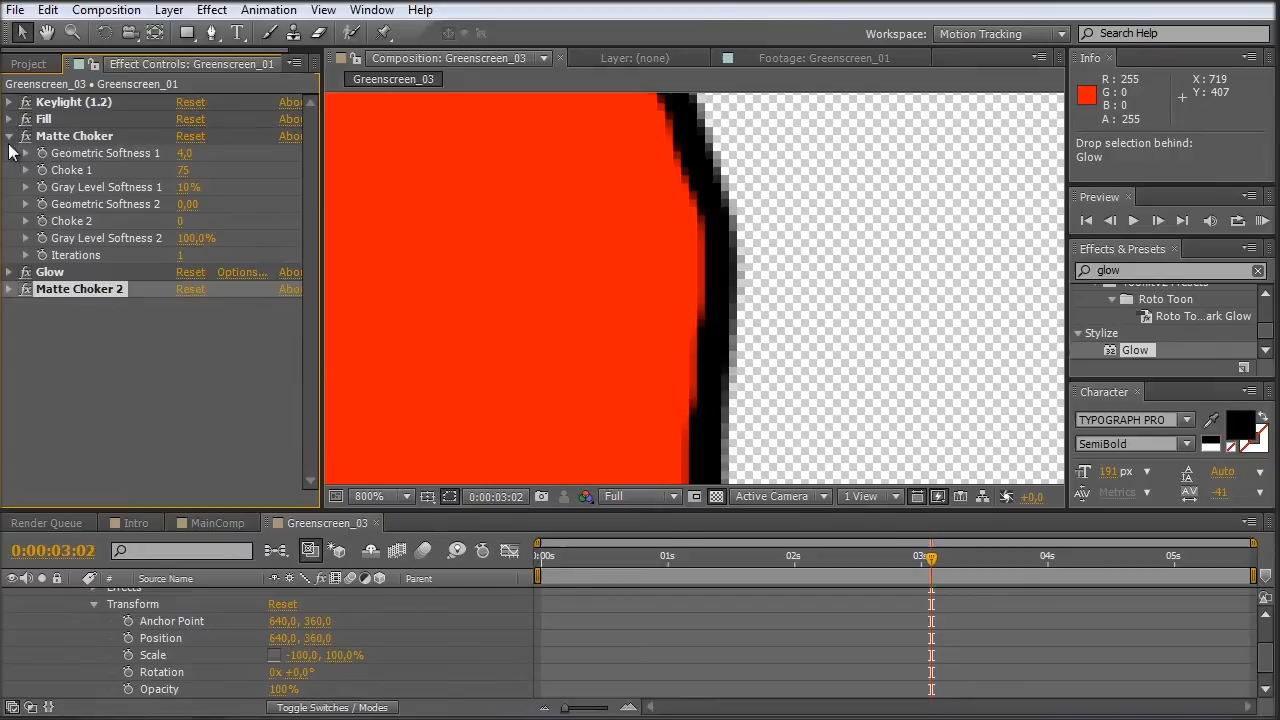 File Edit Composition Layer Effect Animation View Window Help
Workspace: Motion Tracking Search Help
Project Effect Controls: Greenscreen_01 Composition: Greenscreen_03 Layer: (none) Footage: Greenscreen_01 Info
Greenscreen_03 • Greenscreen_01
Greenscreen_03
Keylight (1.2) Reset Abou
Fill Reset Abou
Matte Choker Reset Abou
Geometric Softness 1 4,0
Choke 1 75
Gray Level Softness 1 10%
Geometric Softness 2 0,00
Choke 2 0
Gray Level Softness 2 100,0%
Iterations 1
Glow Reset Options... Abou
Matte Choker 2 Reset Abou
R: 255 X: 719
G: 0 Y: 407
B: 0
A: 255
Drop selection behind:
Glow
Preview
Effects & Presets
glow
Roto Toon
Roto To...ark Glow
Stylize
32 Glow
Character
TYPOGRAPH PRO
SemiBold
191 px Auto
Metrics -41
800% 0:00:03:02 Full Active Camera 1 View +0,0
Render Queue Intro MainComp Greenscreen_03
0:00:03:02
:00s 01s 02s 03s 04s 05s
# Source Name Parent
Effects
Transform Reset
Anchor Point 640,0, 360,0
Position 640,0, 360,0
Scale -100,0, 100,0%
Rotation 0x +0,0°
Opacity 100%
Toggle Switches / Modes